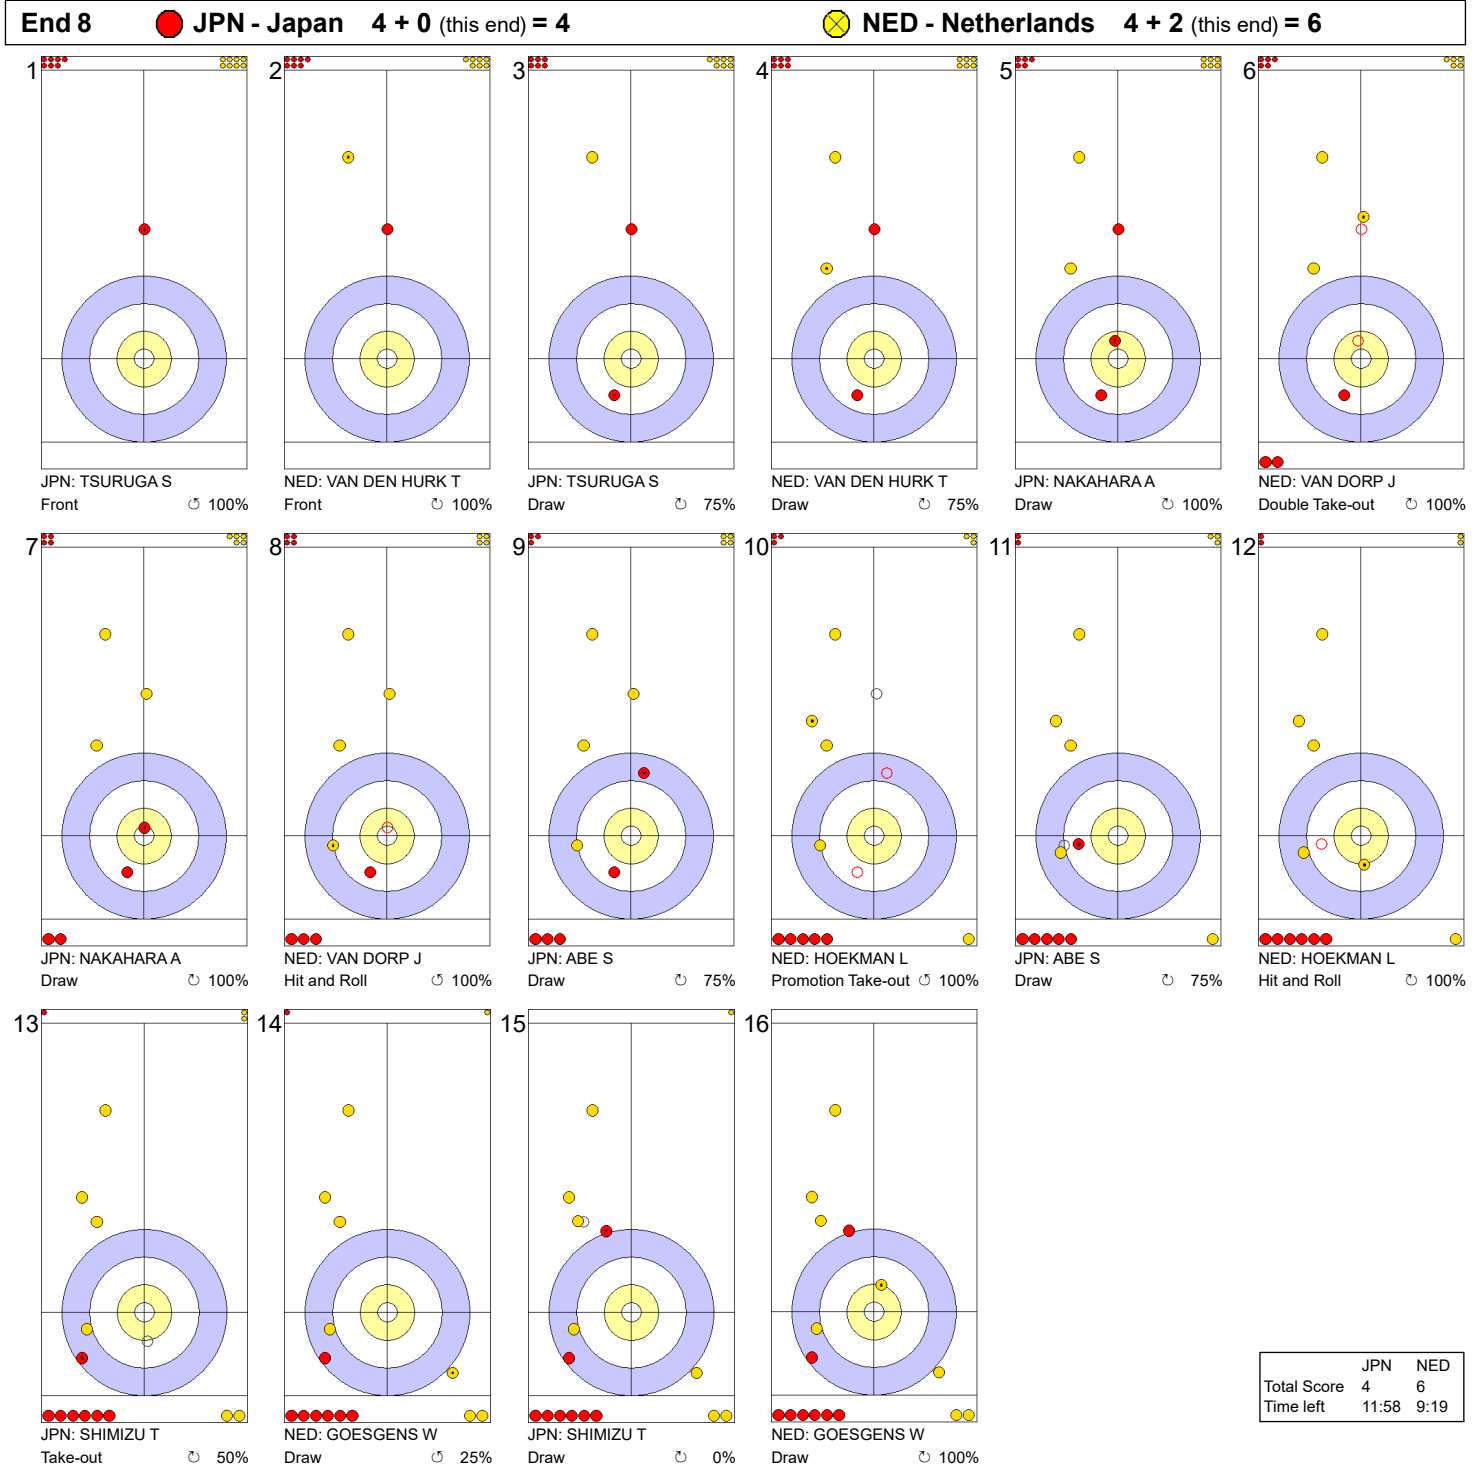 End 8 JPN - Japan 4 + 0 (this end) = 4 NED - Netherlands 4 + 2 (this end) = 6
1 2 3 4 5 6
JPN: TSURUGA S NED: VAN DEN HURK T JPN: TSURUGA S NED: VAN DEN HURK T JPN: NAKAHARA A NED: VAN DORP J
Front ↺ 100% Front ↺ 100% Draw ↻ 75% Draw ↻ 75% Draw ↻ 100% Double Take-out ↻ 100%
7 8 9 10 11 12
JPN: NAKAHARA A NED: VAN DORP J JPN: ABE S NED: HOEKMAN L JPN: ABE S NED: HOEKMAN L
Draw ↻ 100% Hit and Roll ↻ 100% Draw ↻ 75% Promotion Take-out ↺ 100% Draw ↻ 75% Hit and Roll ↻ 100%
13 14 15 16
JPN: SHIMIZU T NED: GOESGENS W JPN: SHIMIZU T NED: GOESGENS W
Take-out ↻ 50% Draw ↺ 25% Draw ↻ 0% Draw ↻ 100%
JPN NED
Total Score 4 6
Time left 11:58 9:19